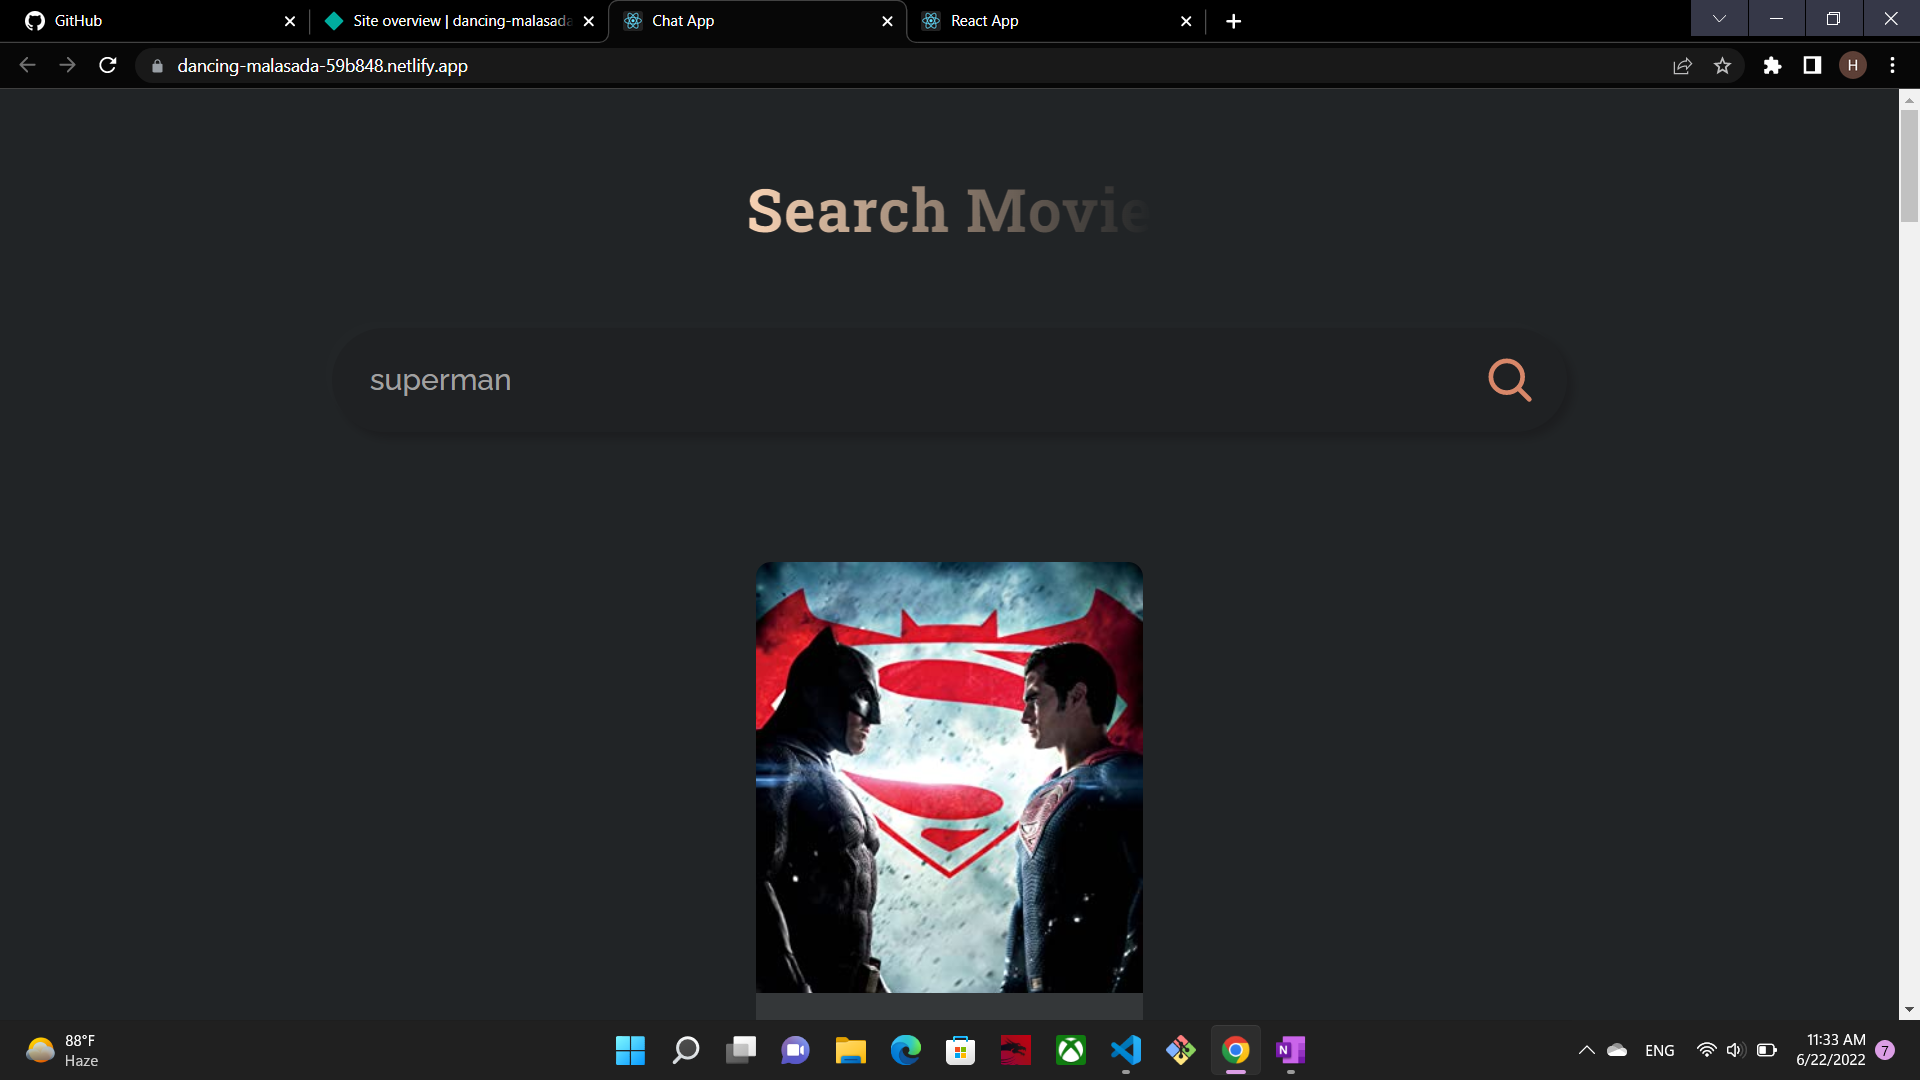 GitHub
Site overview | dancing-malasada
Chat App
React App
dancing-malasada-59b848.netlify.app
H
Search Movie
superman
88°F
Haze
N
ENG
11:33 AM
6/22/2022
7